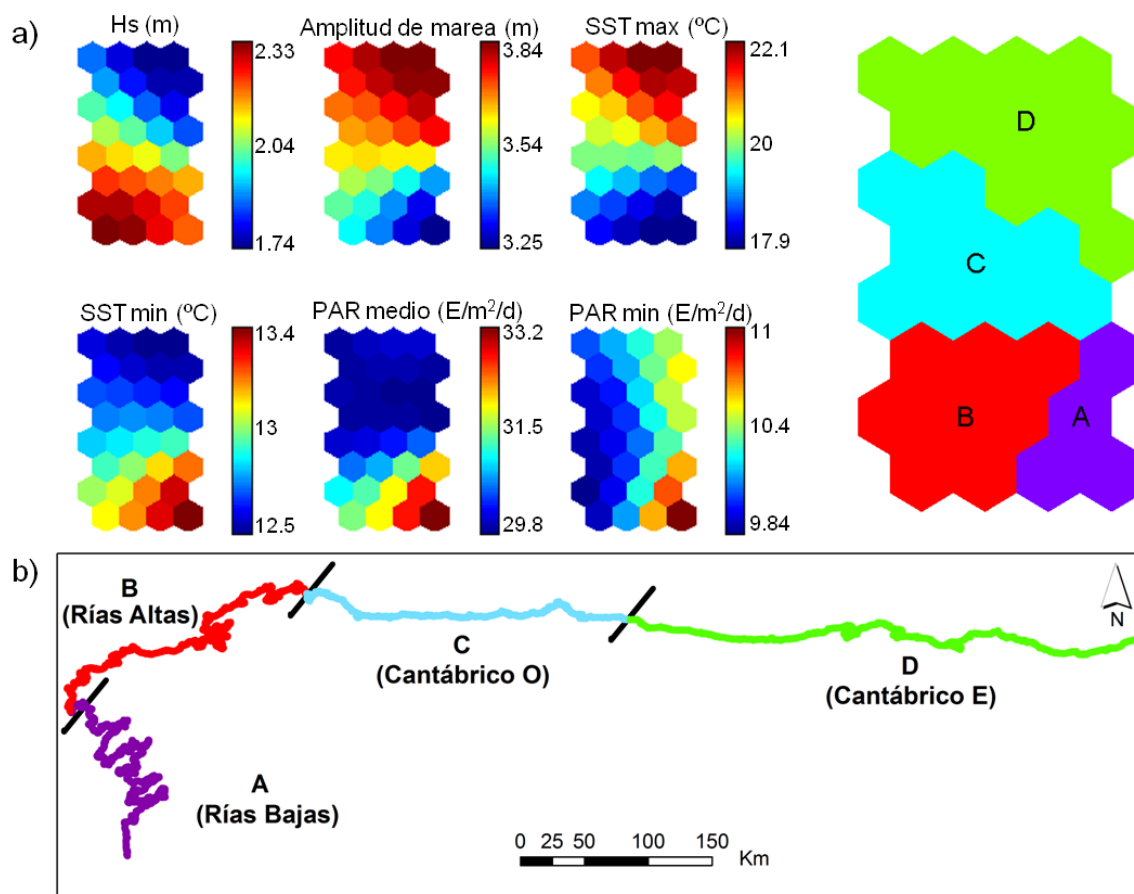 a)
Hs (m)
Amplitud de marea (m)
SST max (ºC)
2.33
2.04
1.74
3.84
3.54
3.25
22.1
20
17.9
SST min (ºC)
PAR medio (E/m²/d)
PAR min (E/m²/d)
13.4
13
12.5
33.2
31.5
29.8
11
10.4
9.84
D
C
B
A
b)
B
(Rías Altas)
C
(Cantábrico O)
D
(Cantábrico E)
A
(Rías Bajas)
N
0 25 50 100 150
Km